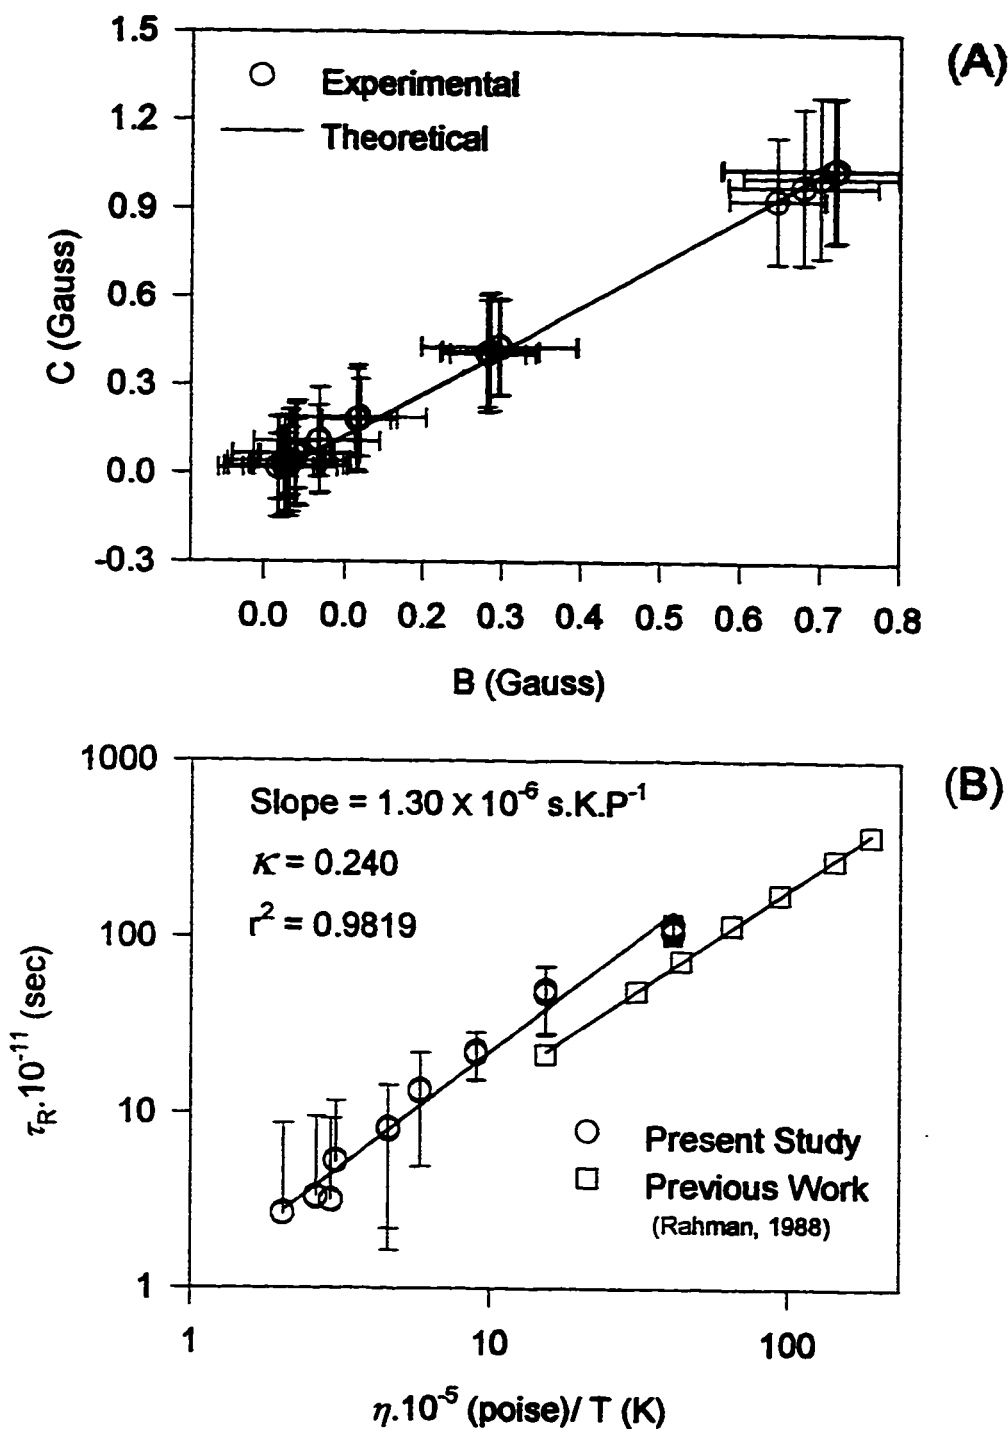 1.5
(A)
Experimental
1.2
Theoretical
0.9
0.6
0.3
0.0
-0.3
C (Gauss)
0.0 0.0 0.2 0.3 0.4 0.5 0.6 0.7 0.8
B (Gauss)
1000
(B)
Slope = 1.30 x 10⁻⁶ s.K.P⁻¹
κ = 0.240
r² = 0.9819
100
10
1
τR.10⁻¹¹ (sec)
Present Study
Previous Work
(Rahman, 1988)
1 10 100
η.10⁻⁵ (poise)/ T (K)